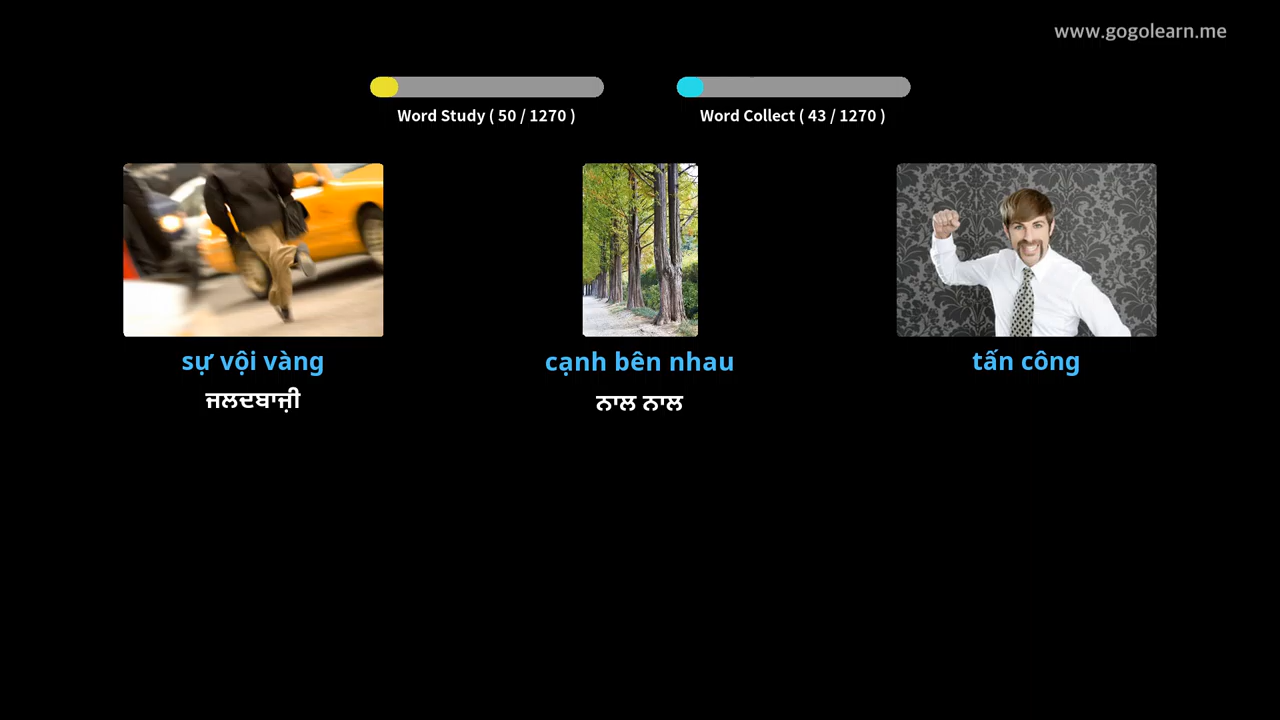 www.gogolearn.me
Word Study ( 50 / 1270 )
Word Collect ( 43 / 1270 )
sự vội vàng
cạnh bên nhau
tấn công
ਜਲਦਬਾਜ਼ੀ
ਨਾਲ ਨਾਲ